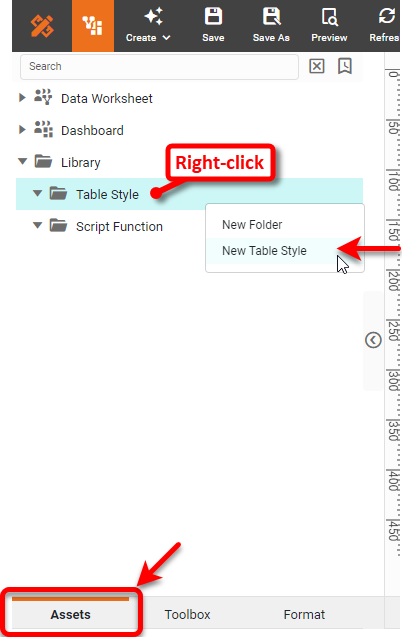 Create
Save
Save As
Preview
Refres
Search
Data Worksheet
Dashboard
Library
Table Style
Right-click
Script Function
New Folder
New Table Style
0
50
100
150
200
250
300
350
400
450
Assets
Toolbox
Format